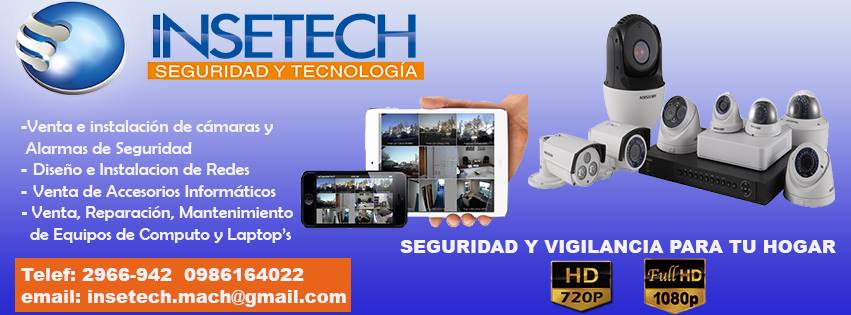 INSETECH
SEGURIDAD Y TECNOLOGÍA
-Venta e instalación de cámaras y
Alarmas de Seguridad
- Diseño e Instalacion de Redes
- Venta de Accesorios Informáticos
- Venta, Reparación, Mantenimiento
de Equipos de Computo y Laptop's
Telef: 2966-942 0986164022
email: insetech.mach@gmail.com
SEGURIDAD Y VIGILANCIA PARA TU HOGAR
HD
720P
Full HD
1080p